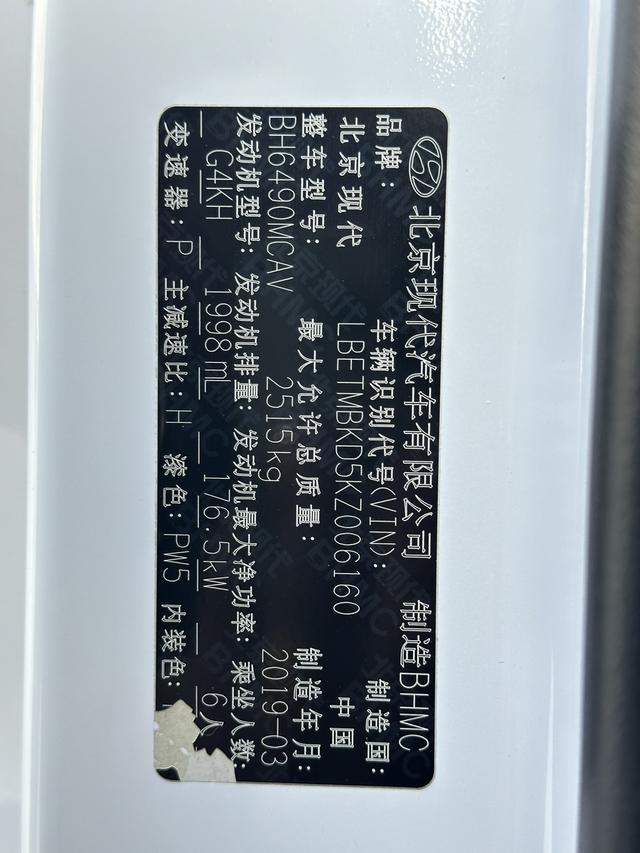 北京现代汽车有限公司 制造BHMC
品牌: 车辆识别代号(VIN): 制造国:
北京现代 LBETMBKD5KZ006160 中国
整车型号: 最大允许总质量: 制造年月:
BH6490MCAV 2515kg 2019-03
发动机型号: 发动机排量: 发动机最大净功率: 乘坐人数:
G4KH 1998mL 176.5kW 6人
变速器: P 主减速比: H 漆色: PW5 内装色: